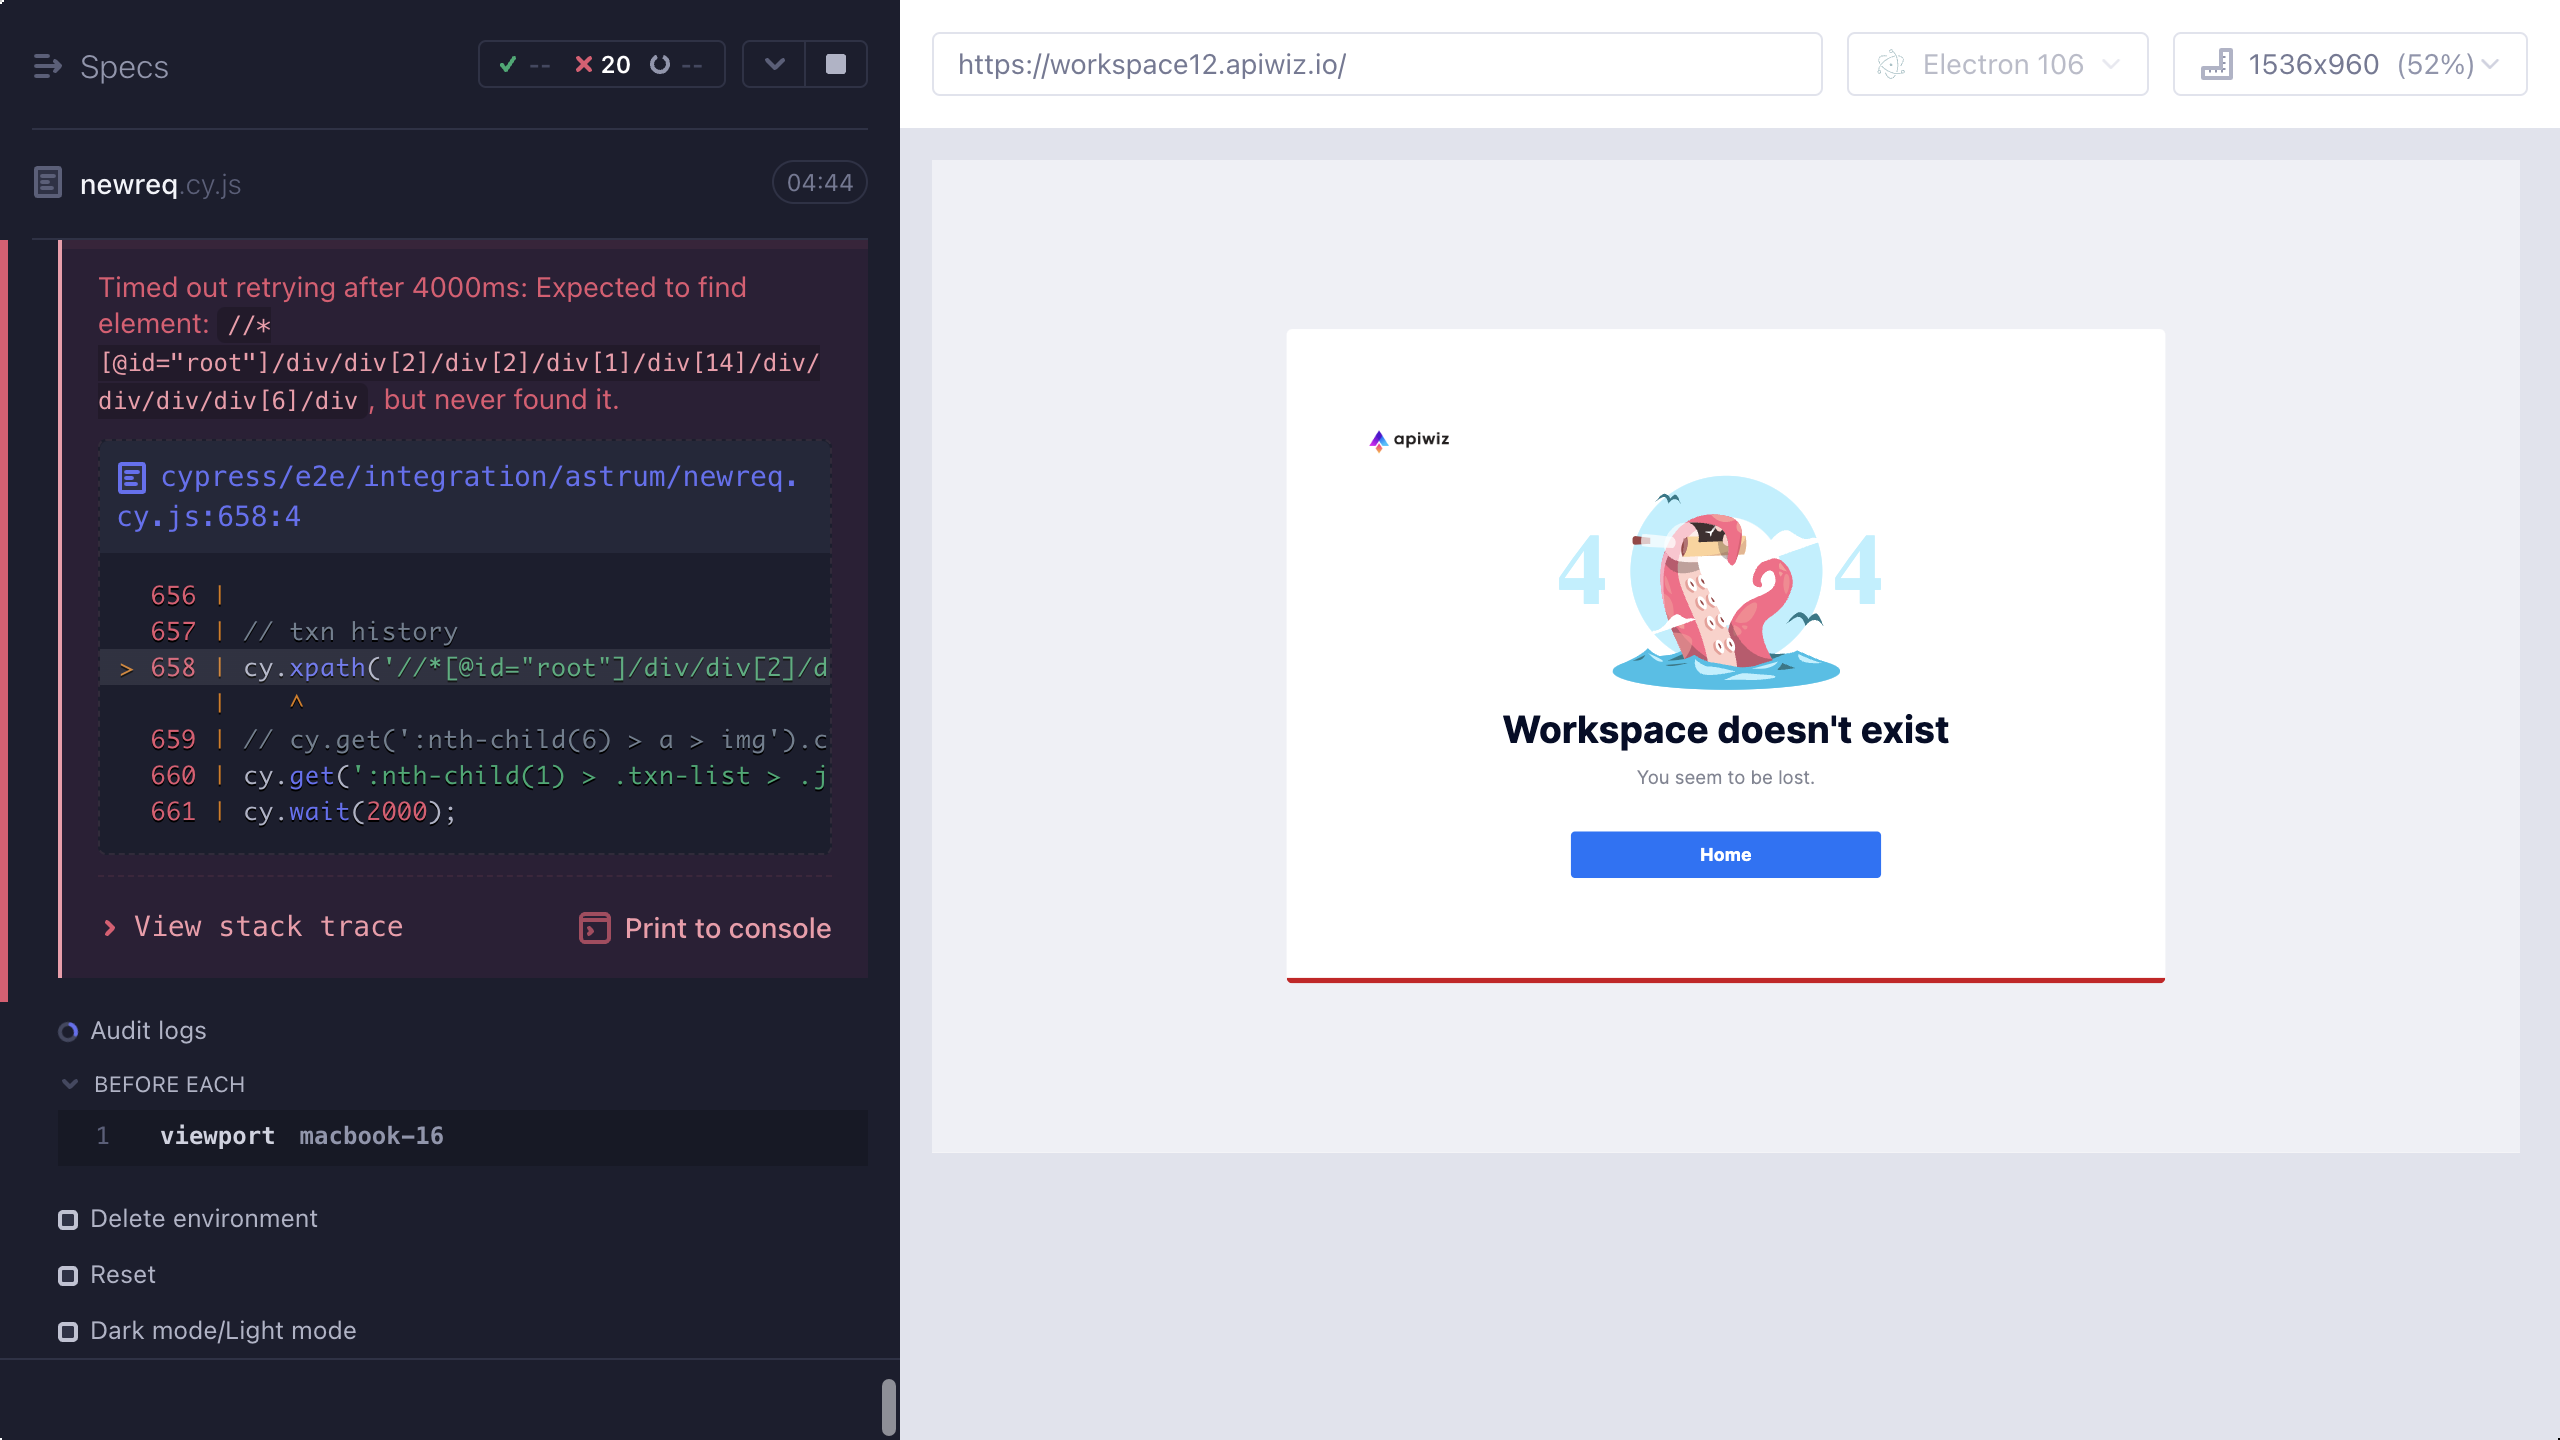 Specs
-- 20 --
newreq.cy.js
04:44
Timed out retrying after 4000ms: Expected to find
element: //*
[@id="root"]/div/div[2]/div[2]/div[1]/div[14]/div/
div/div/div[6]/div , but never found it.
cypress/e2e/integration/astrum/newreq.
cy.js:658:4
656 |
657 | // txn history
> 658 | cy.xpath('//*[@id="root"]/div/div[2]/d
| ^
659 | // cy.get(':nth-child(6) > a > img').c
660 | cy.get(':nth-child(1) > .txn-list > .j
661 | cy.wait(2000);
View stack trace
Print to console
Audit logs
BEFORE EACH
1 viewport macbook-16
Delete environment
Reset
Dark mode/Light mode
https://workspace12.apiwiz.io/
Electron 106
1536x960 (52%)
apiwiz
4 4
Workspace doesn't exist
You seem to be lost.
Home